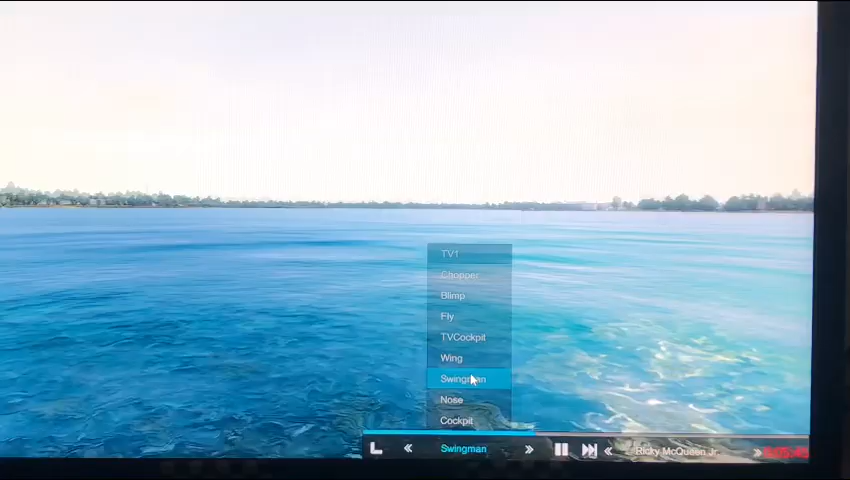 TV1
Chopper
Blimp
Fly
TVCockpit
Wing
Swingman
Nose
Cockpit
Swingman
Ricky McQueen Jr.